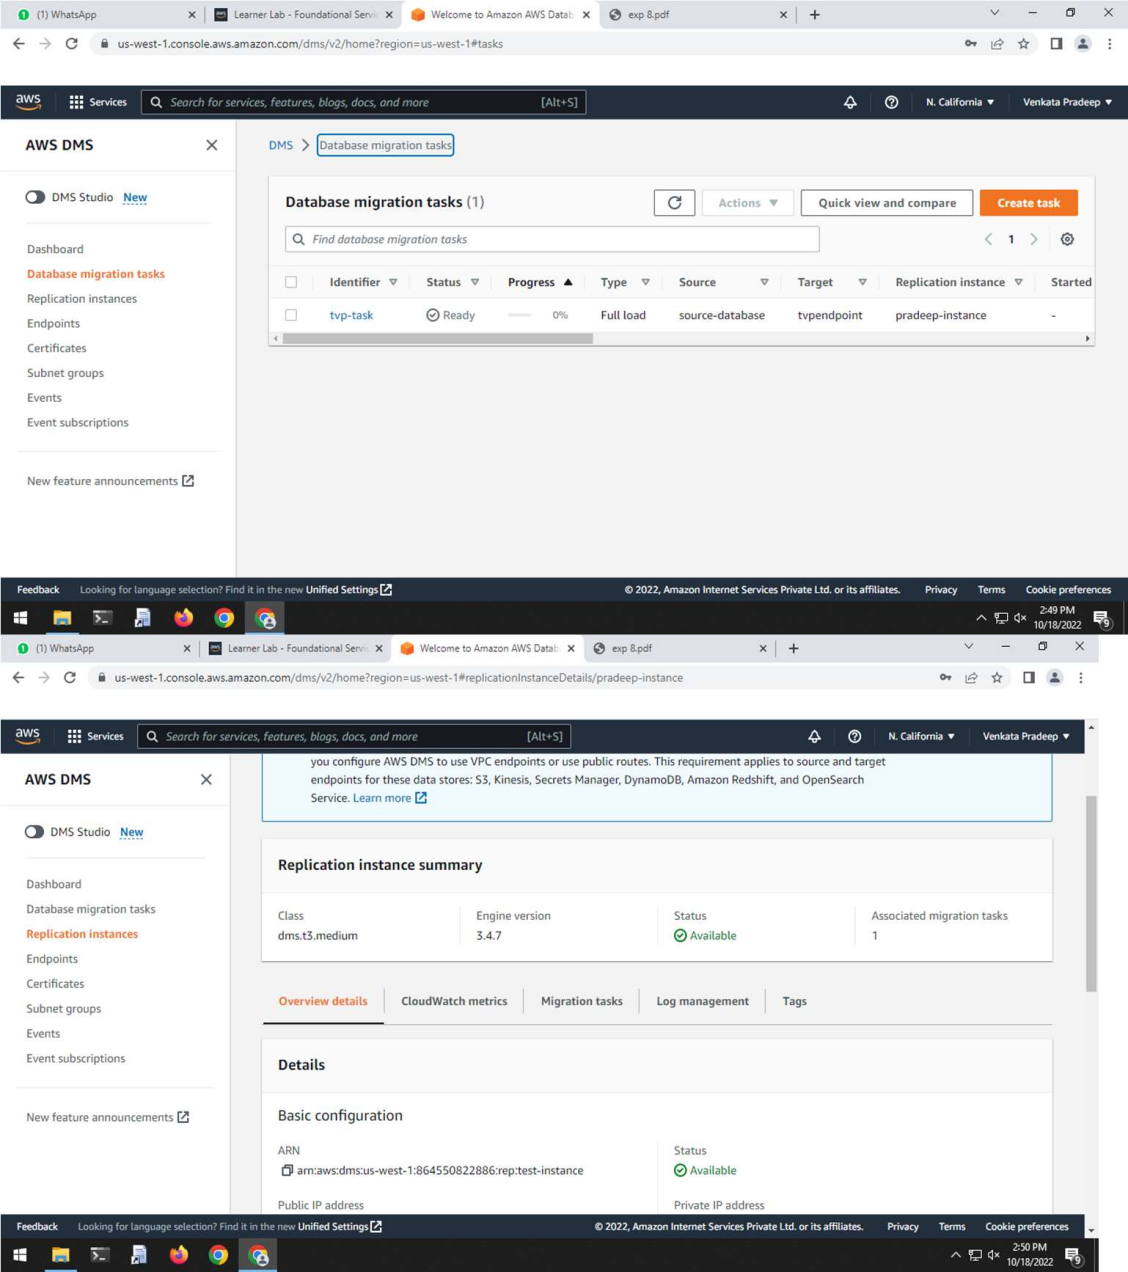 (1) WhatsApp
Learner Lab - Foundational Servic
Welcome to Amazon AWS Datab
exp 8.pdf
us-west-1.console.aws.amazon.com/dms/v2/home?region=us-west-1#tasks
aws Services Search for services, features, blogs, docs, and more [Alt+S] N. California Venkata Pradeep
AWS DMS
DMS Studio New
Dashboard
Database migration tasks
Replication instances
Endpoints
Certificates
Subnet groups
Events
Event subscriptions
New feature announcements
DMS > Database migration tasks
Database migration tasks (1) Actions Quick view and compare Create task
Find database migration tasks 1
Identifier Status Progress Type Source Target Replication instance Started
tvp-task Ready 0% Full load source-database tvpendpoint pradeep-instance -
Feedback Looking for language selection? Find it in the new Unified Settings © 2022, Amazon Internet Services Private Ltd. or its affiliates. Privacy Terms Cookie preferences
2:49 PM
10/18/2022
9
(1) WhatsApp
Learner Lab - Foundational Servic
Welcome to Amazon AWS Datab
exp 8.pdf
us-west-1.console.aws.amazon.com/dms/v2/home?region=us-west-1#replicationInstanceDetails/pradeep-instance
aws Services Search for services, features, blogs, docs, and more [Alt+S] N. California Venkata Pradeep
AWS DMS
DMS Studio New
Dashboard
Database migration tasks
Replication instances
Endpoints
Certificates
Subnet groups
Events
Event subscriptions
New feature announcements
you configure AWS DMS to use VPC endpoints or use public routes. This requirement applies to source and target
endpoints for these data stores: S3, Kinesis, Secrets Manager, DynamoDB, Amazon Redshift, and OpenSearch
Service. Learn more
Replication instance summary
Class Engine version Status Associated migration tasks
dms.t3.medium 3.4.7 Available 1
Overview details CloudWatch metrics Migration tasks Log management Tags
Details
Basic configuration
ARN Status
arn:aws:dms:us-west-1:864550822886:rep:test-instance Available
Public IP address Private IP address
Feedback Looking for language selection? Find it in the new Unified Settings © 2022, Amazon Internet Services Private Ltd. or its affiliates. Privacy Terms Cookie preferences
2:50 PM
10/18/2022
9